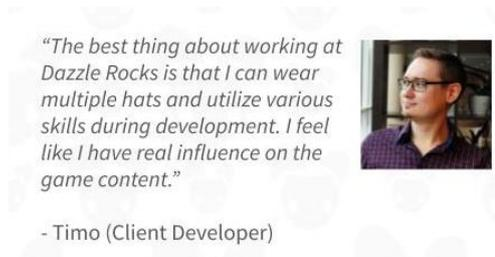 “The best thing about working at
Dazzle Rocks is that I can wear
multiple hats and utilize various
skills during development. I feel
like I have real influence on the
game content.”
- Timo (Client Developer)